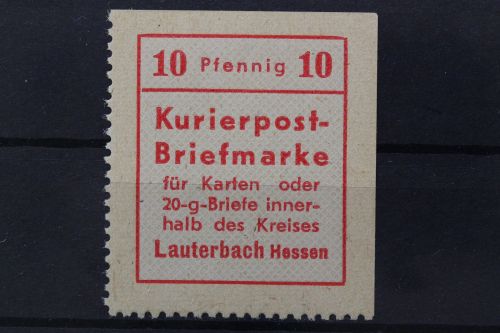 10 Pfennig 10
Kurierpost-
Briefmarke
für Karten oder
20-g-Briefe inner-
halb des Kreises
Lauterbach Hessen